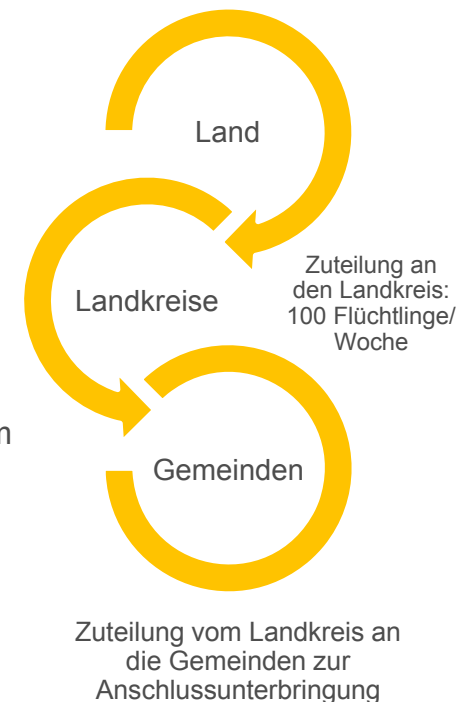 Land
Zuteilung an
den Landkreis:
100 Flüchtlinge/
Woche
Landkreise
Gemeinden
Zuteilung vom Landkreis an
die Gemeinden zur
Anschlussunterbringung